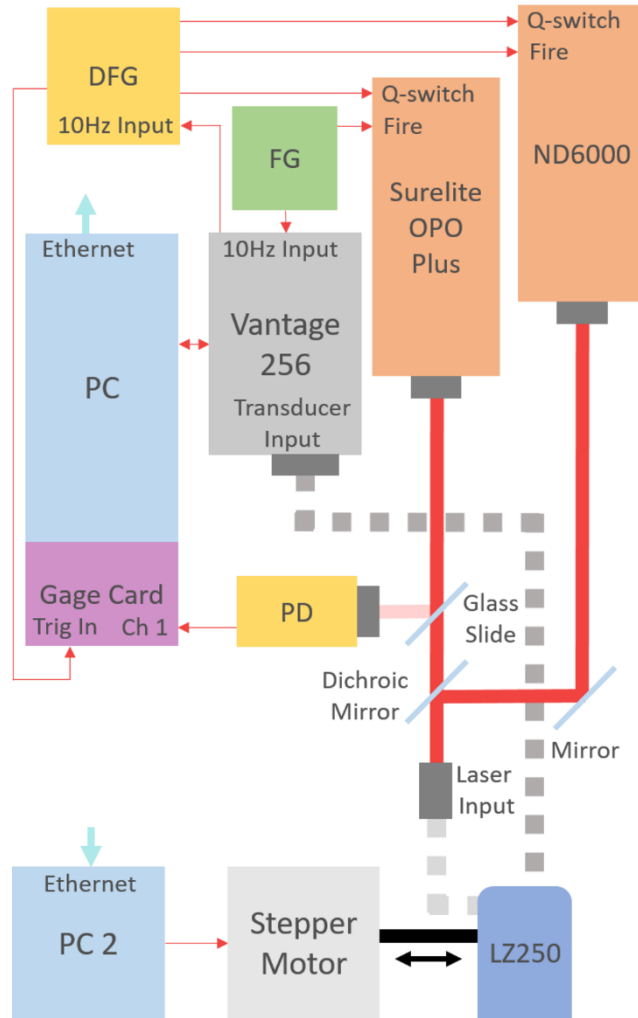 Q-switch
Fire
ND6000
DFG
10Hz Input
Q-switch
Fire
Surelite
OPO
Plus
FG
Ethernet
PC
10Hz Input
Vantage
256
Transducer
Input
Gage Card
Trig In Ch 1
PD
Glass
Slide
Dichroic
Mirror
Mirror
Laser
Input
Ethernet
PC 2
Stepper
Motor
LZ250